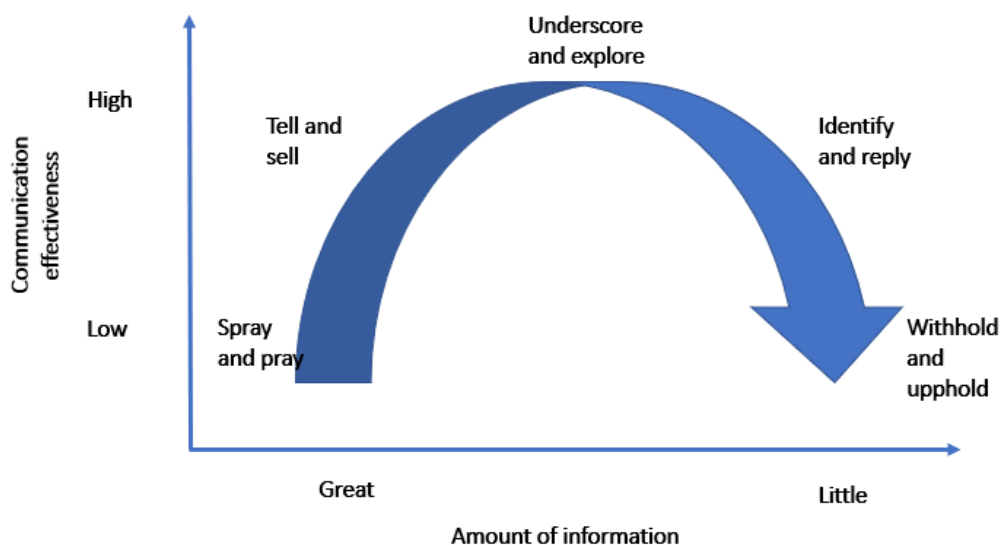 Underscore
and explore
High
Tell and
sell
Identify
and reply
Communication
effectiveness
Low
Spray
and pray
Withhold
and
upphold
Great
Little
Amount of information